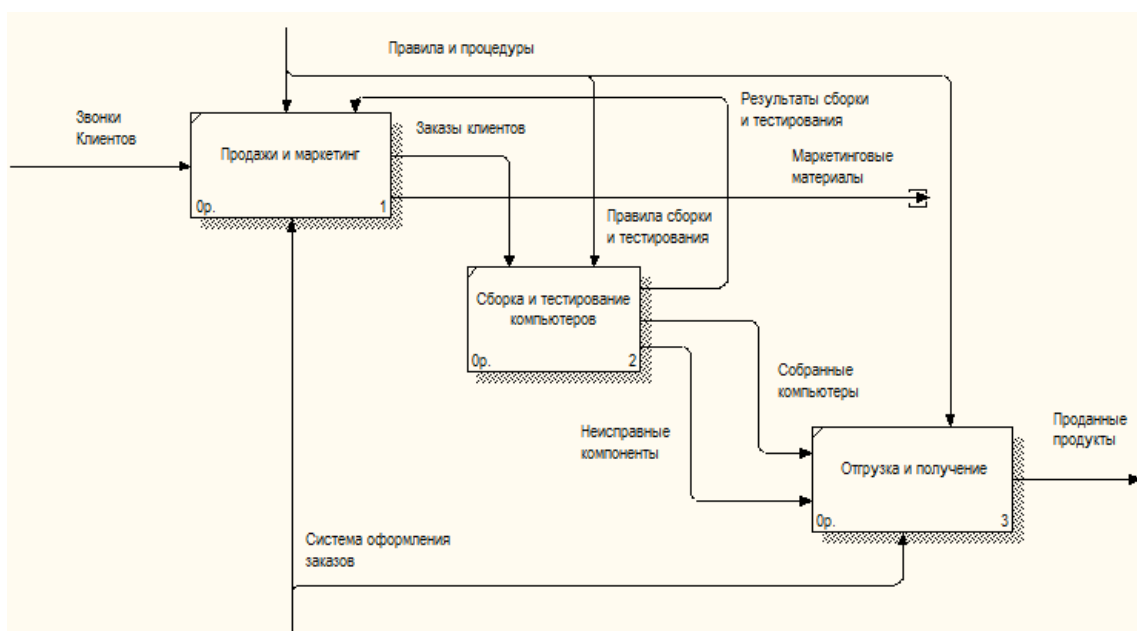 Правила и процедуры
Звонки
Клиентов
Заказы клиентов
Результаты сборки
и тестирования
Продажи и маркетинг
0р.
1
Маркетинговые
материалы
Правила сборки
и тестирования
Сборка и тестирование
компьютеров
0р.
2
Собранные
компьютеры
Неисправные
компоненты
Проданные
продукты
Отгрузка и получение
0р.
3
Система оформления
заказов